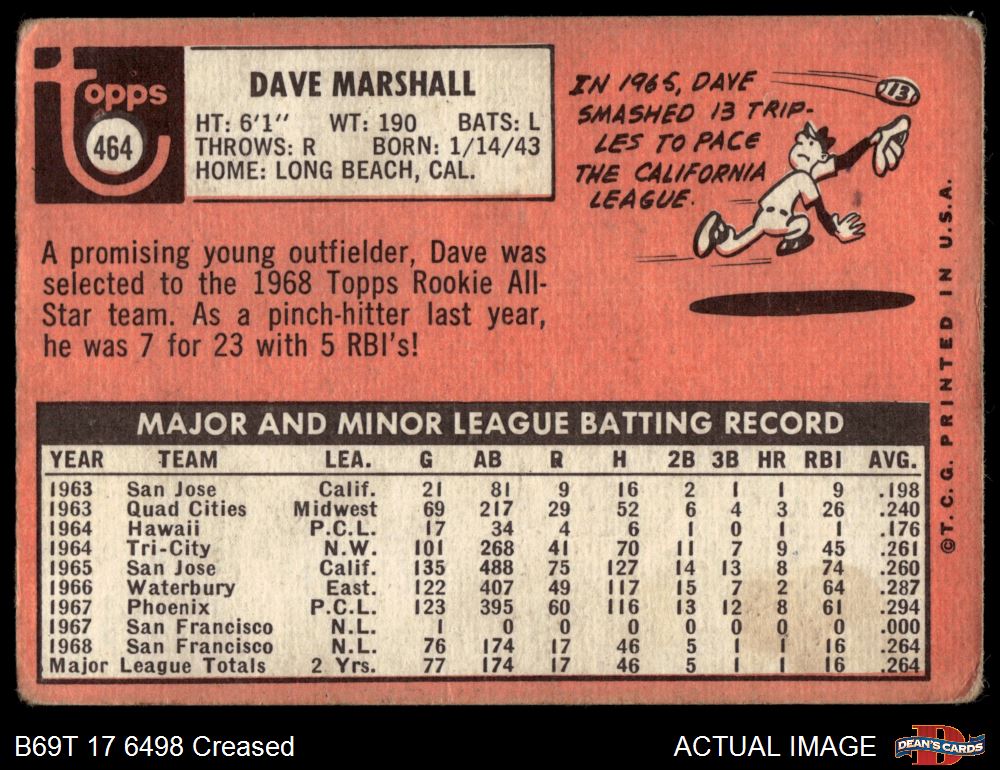 Topps
464
DAVE MARSHALL
HT: 6'1" WT: 190 BATS: L
THROWS: R BORN: 1/14/43
HOME: LONG BEACH, CAL.
IN 1965, DAVE
SMASHED 13 TRIP-
LES TO PACE
THE CALIFORNIA
LEAGUE.
13
A promising young outfielder, Dave was
selected to the 1968 Topps Rookie All-
Star team. As a pinch-hitter last year,
he was 7 for 23 with 5 RBI's!
©T. C. G. PRINTED IN U.S.A.
MAJOR AND MINOR LEAGUE BATTING RECORD
YEAR TEAM LEA. G AB R H 2B 3B HR RBI AVG.
1963 San Jose Calif. 21 81 9 16 2 1 1 9 .198
1963 Quad Cities Midwest 69 217 29 52 6 4 3 26 .240
1964 Hawaii P.C.L. 17 34 4 6 1 0 1 1 .176
1964 Tri-City N.W. 101 268 41 70 11 7 9 45 .261
1965 San Jose Calif. 135 488 75 127 14 13 8 74 .260
1966 Waterbury East. 122 407 49 117 15 7 2 64 .287
1967 Phoenix P.C.L. 123 395 60 116 13 12 8 61 .294
1967 San Francisco N.L. 1 0 0 0 0 0 0 0 .000
1968 San Francisco N.L. 76 174 17 46 5 1 1 16 .264
Major League Totals 2 Yrs. 77 174 17 46 5 1 1 16 .264
B69T 17 6498 Creased
ACTUAL IMAGE
DEAN'S CARDS